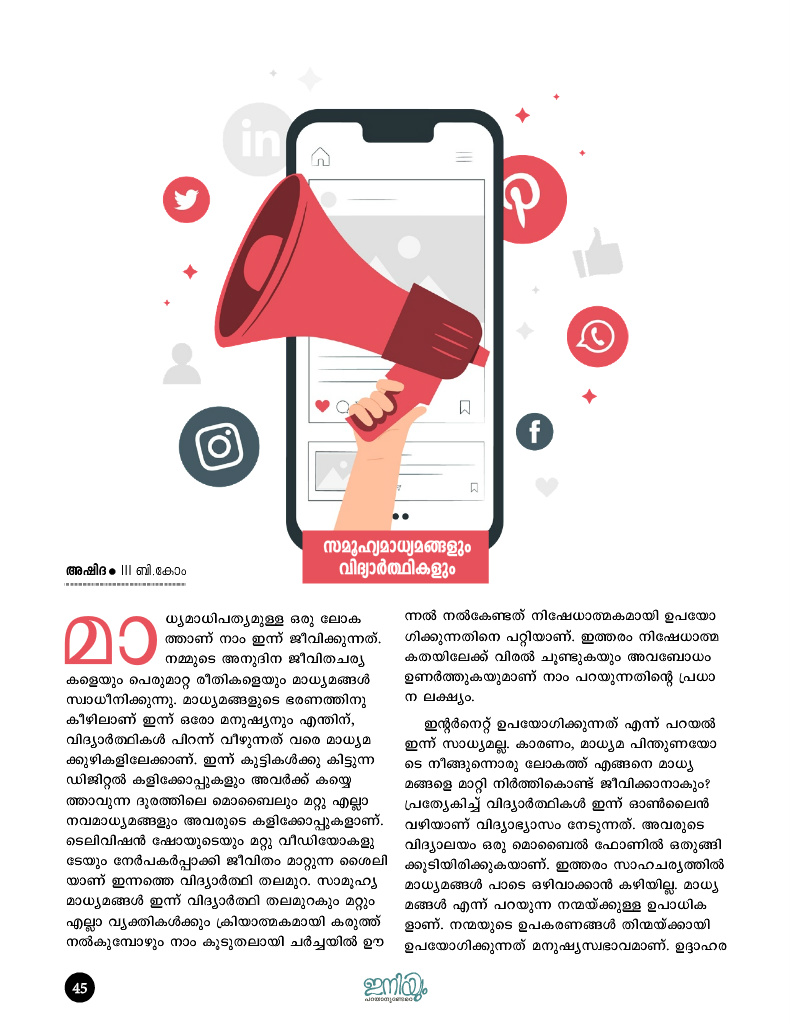 in
f
സമൂഹ്യമാധ്യമങ്ങളും
വിദ്യാർത്ഥികളും
അഷിദ ● III ബി.കോം
മാധ്യമാധിപത്യമുള്ള ഒരു ലോക
ത്താണ് നാം ഇന്ന് ജീവിക്കുന്നത്.
നമ്മുടെ അനുദിന ജീവിതചര്യ
കളെയും പെരുമാറ്റ രീതികളെയും മാധ്യമങ്ങൾ
സ്വാധീനിക്കുന്നു. മാധ്യമങ്ങളുടെ ഭരണത്തിനു
കീഴിലാണ് ഇന്ന് ഒരോ മനുഷ്യനും എന്തിന്,
വിദ്യാർത്ഥികൾ പിറന്ന് വീഴുന്നത് വരെ മാധ്യമ
ക്കുഴികളിലേക്കാണ്. ഇന്ന് കുട്ടികൾക്കു കിട്ടുന്ന
ഡിജിറ്റൽ കളിക്കോപ്പുകളും അവർക്ക് കയ്യെ
ത്താവുന്ന ദൂരത്തിലെ മൊബൈലും മറ്റു എല്ലാ
നവമാധ്യമങ്ങളും അവരുടെ കളിക്കോപ്പുകളാണ്.
ടെലിവിഷൻ ഷോയുടെയും മറ്റു വീഡിയോകളു
ടേയും നേർപകർപ്പാക്കി ജീവിതം മാറ്റുന്ന ശൈലി
യാണ് ഇന്നത്തെ വിദ്യാർത്ഥി തലമുറ. സാമൂഹ്യ
മാധ്യമങ്ങൾ ഇന്ന് വിദ്യാർത്ഥി തലമുറകും മറ്റും
എല്ലാ വ്യക്തികൾക്കും ക്രിയാത്മകമായി കരുത്ത്
നൽകുമ്പോഴും നാം കൂടുതലായി ചർച്ചയിൽ ഊ
ന്നൽ നൽകേണ്ടത് നിഷേധാത്മകമായി ഉപയോ
ഗിക്കുന്നതിനെ പറ്റിയാണ്. ഇത്തരം നിഷേധാത്മ
കതയിലേക്ക് വിരൽ ചൂണ്ടുകയും അവബോധം
ഉണർത്തുകയുമാണ് നാം പറയുന്നതിന്റെ പ്രധാ
ന ലക്ഷ്യം.
ഇന്റർനെറ്റ് ഉപയോഗിക്കുന്നത് എന്ന് പറയൽ
ഇന്ന് സാധ്യമല്ല. കാരണം, മാധ്യമ പിന്തുണയോ
ടെ നീങ്ങുന്നൊരു ലോകത്ത് എങ്ങനെ മാധ്യ
മങ്ങളെ മാറ്റി നിർത്തികൊണ്ട് ജീവിക്കാനാകും?
പ്രത്യേകിച്ച് വിദ്യാർത്ഥികൾ ഇന്ന് ഓൺലൈൻ
വഴിയാണ് വിദ്യാഭ്യാസം നേടുന്നത്. അവരുടെ
വിദ്യാലയം ഒരു മൊബൈൽ ഫോണിൽ ഒതുങ്ങി
ക്കൂടിയിരിക്കുകയാണ്. ഇത്തരം സാഹചര്യത്തിൽ
മാധ്യമങ്ങൾ പാടെ ഒഴിവാക്കാൻ കഴിയില്ല. മാധ്യ
മങ്ങൾ എന്ന് പറയുന്ന നന്മയ്ക്കുള്ള ഉപാധിക
ളാണ്. നന്മയുടെ ഉപകരണങ്ങൾ തിന്മയ്ക്കായി
ഉപയോഗിക്കുന്നത് മനുഷ്യസ്വഭാവമാണ്. ഉദ്ദാഹര
45
ഇനിയും
പറയാനുണ്ടേറെ